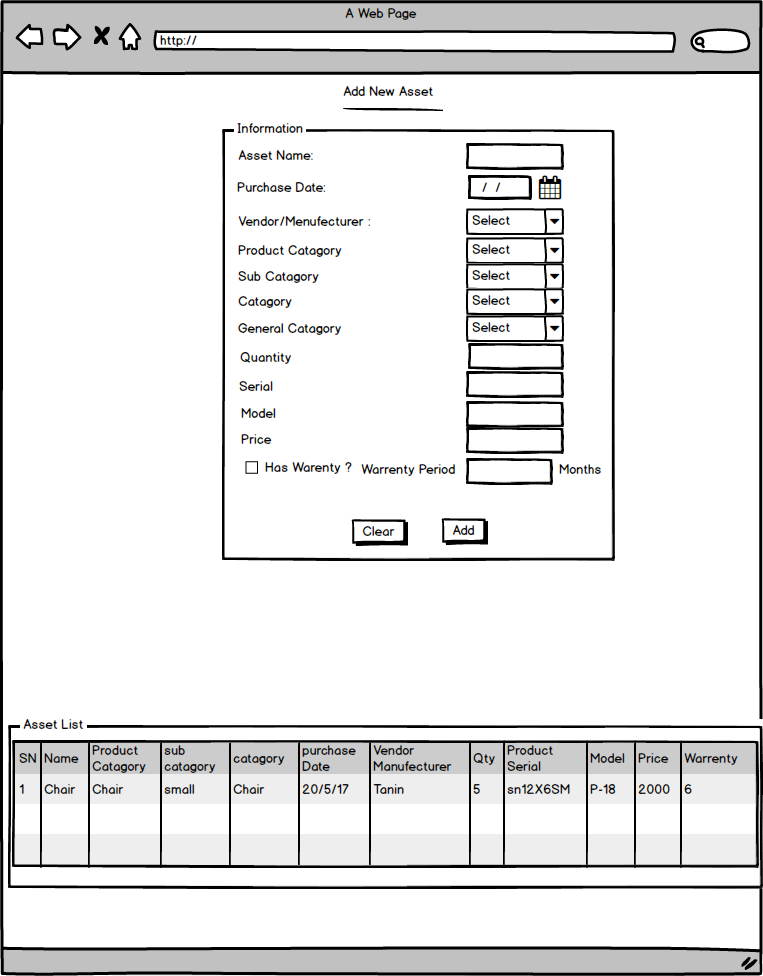 A Web Page
http://
Add New Asset
Information
Asset Name:
Purchase Date: / /
Vendor/Menufecturer : Select
Product Catagory Select
Sub Catagory Select
Catagory Select
General Catagory Select
Quantity
Serial
Model
Price
Has Warenty ? Warrenty Period Months
Clear Add
Asset List
SN Name Product Catagory sub catagory catagory purchase Date Vendor Manufecturer Qty Product Serial Model Price Warrenty
1 Chair Chair small Chair 20/5/17 Tanin 5 sn12X6SM P-18 2000 6